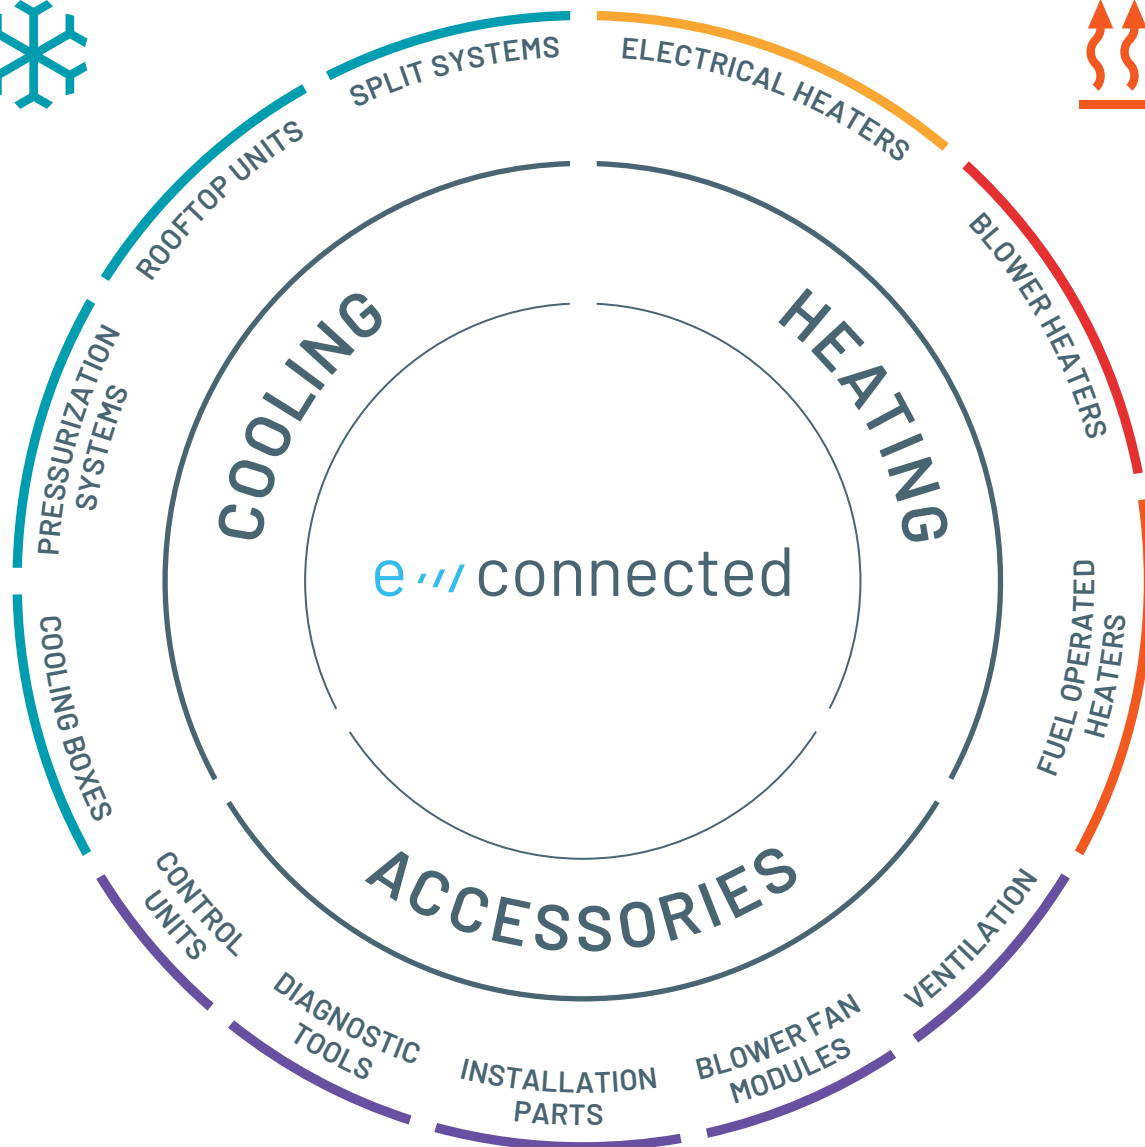 SPLIT SYSTEMS
ELECTRICAL HEATERS
ROOFTOP UNITS
BLOWER HEATERS
PRESSURIZATION
SYSTEMS
COOLING
HEATING
e connected
COOLING BOXES
FUEL OPERATED
HEATERS
ACCESSORIES
CONTROL
UNITS
DIAGNOSTIC
TOOLS
INSTALLATION
PARTS
BLOWER FAN
MODULES
VENTILATION